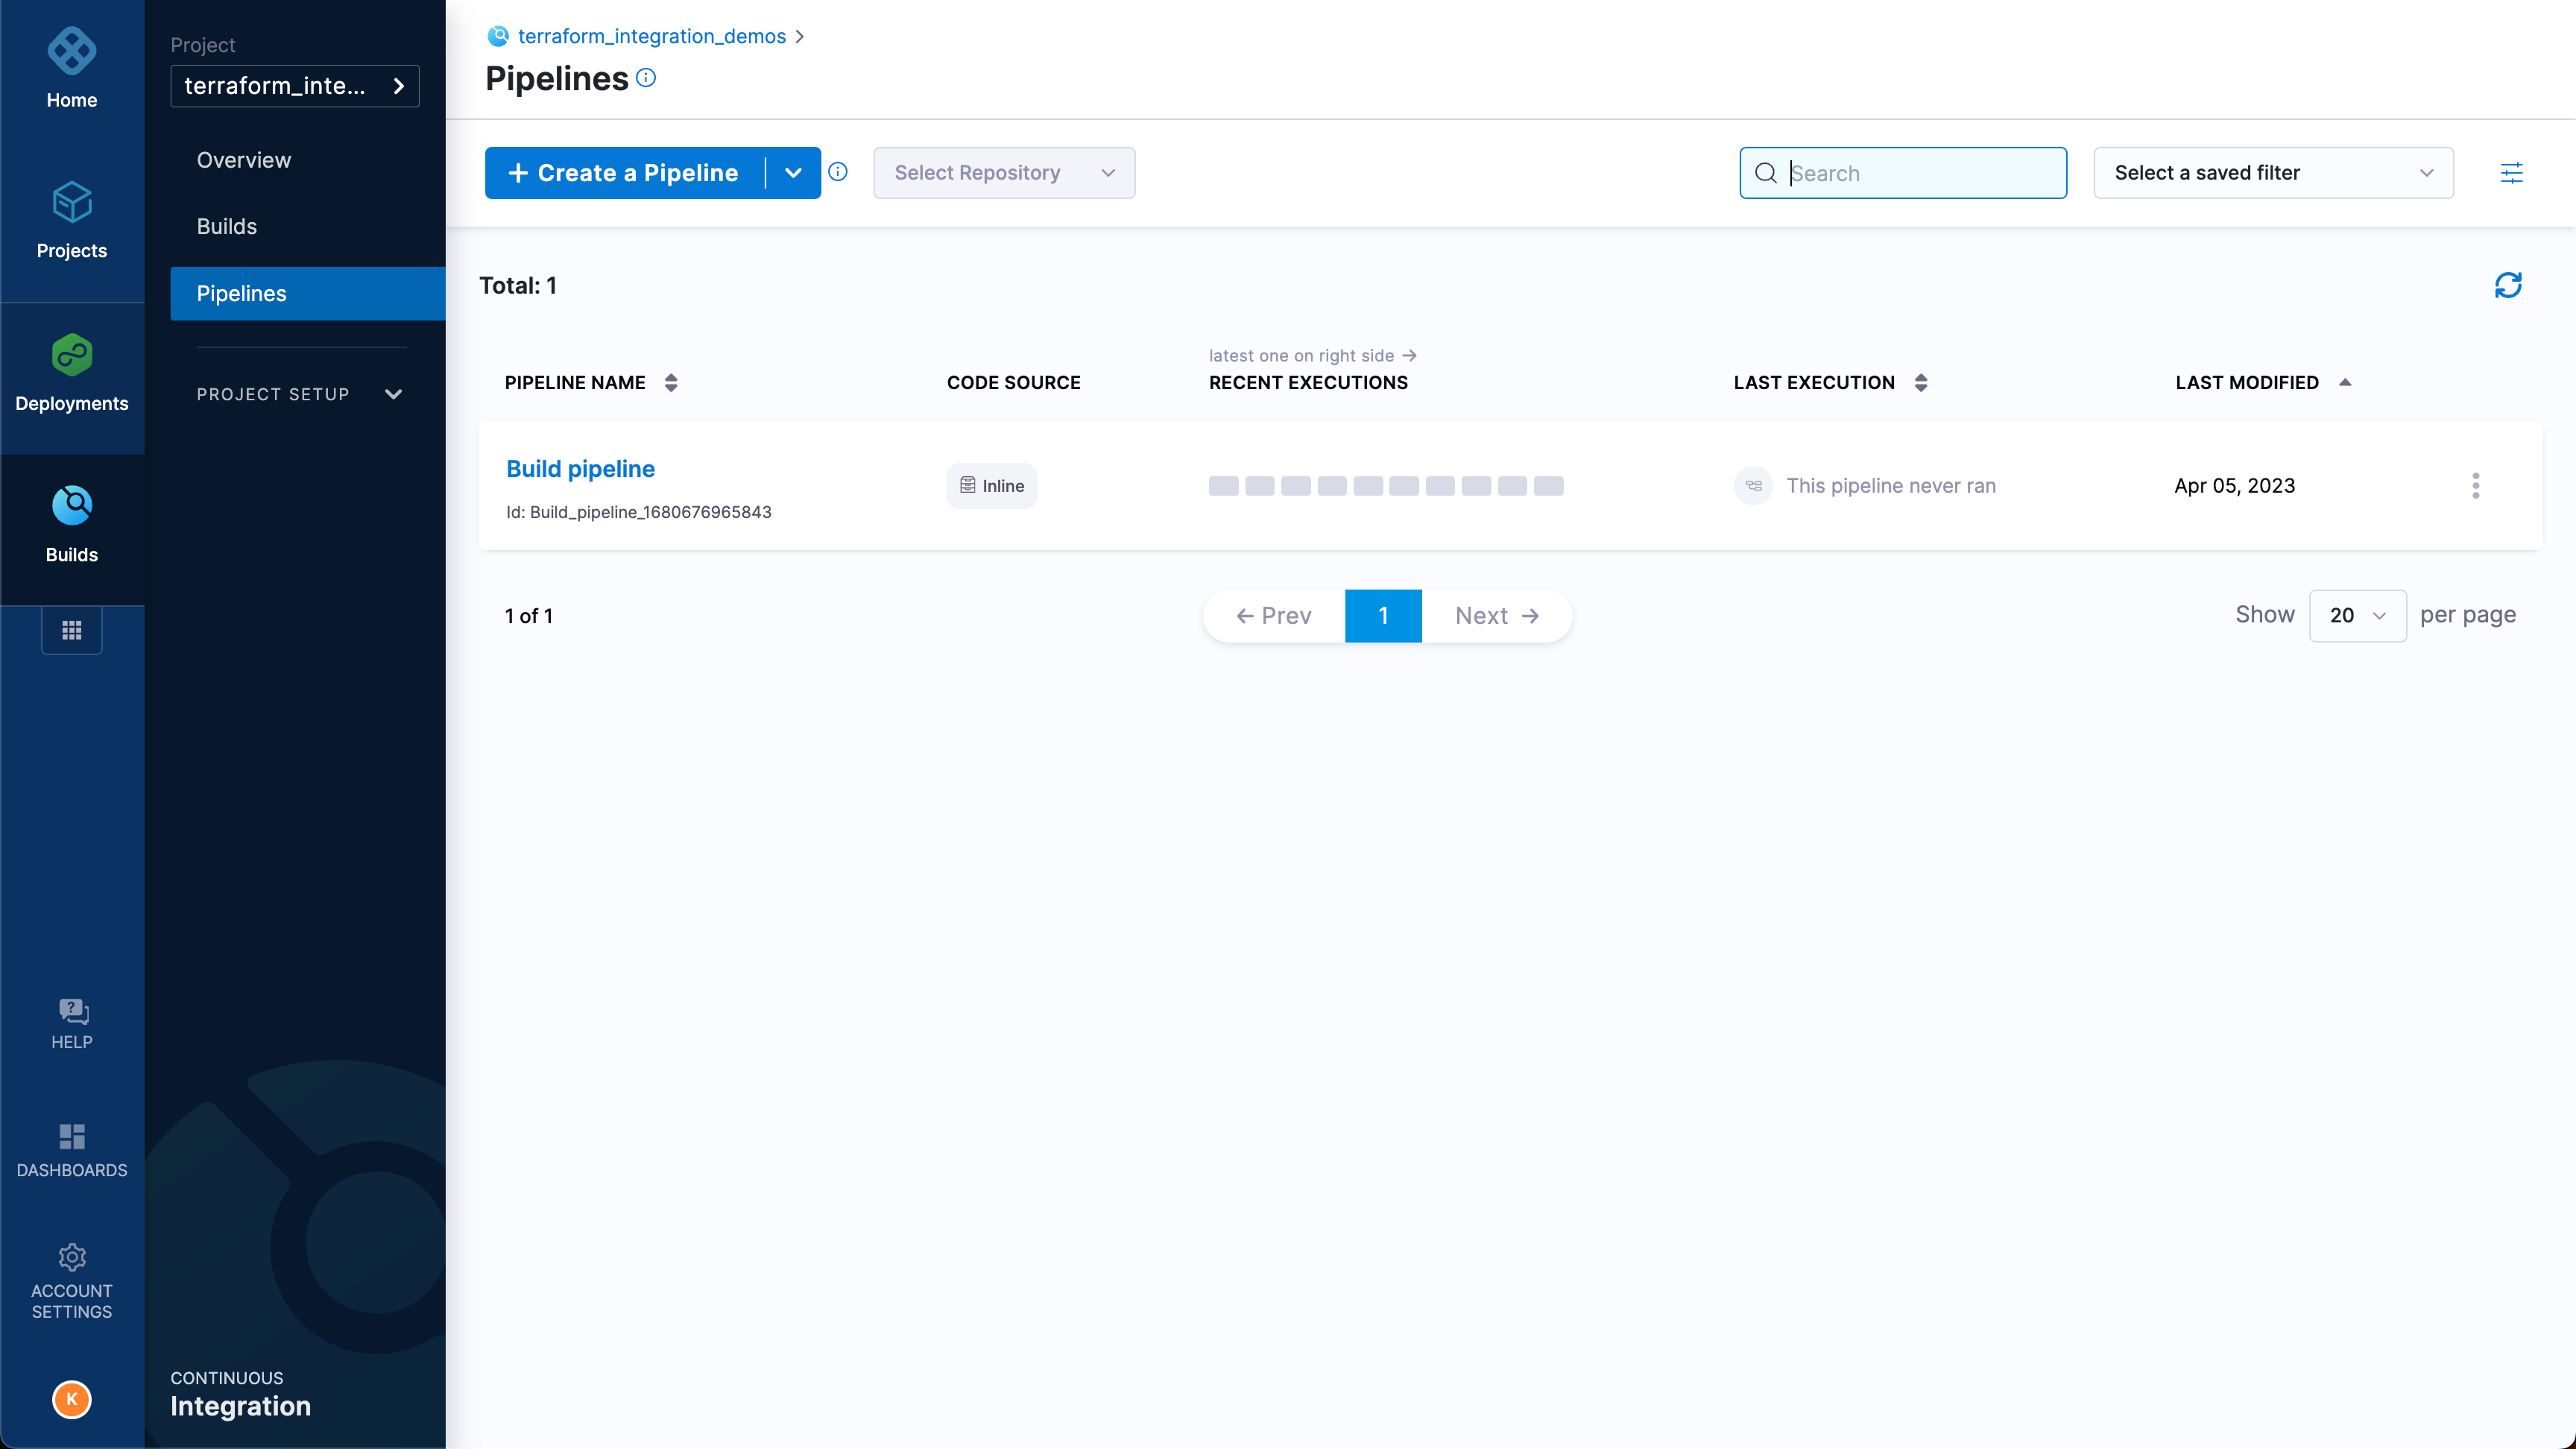 Home
Projects
Deployments
Builds
HELP
DASHBOARDS
ACCOUNT
SETTINGS
K
Project
terraform_inte...
Overview
Builds
Pipelines
PROJECT SETUP
CONTINUOUS
Integration
terraform_integration_demos
Pipelines
+ Create a Pipeline
Select Repository
Search
Select a saved filter
Total: 1
latest one on right side →
PIPELINE NAME
CODE SOURCE
RECENT EXECUTIONS
LAST EXECUTION
LAST MODIFIED
Build pipeline
Id: Build_pipeline_1680676965843
Inline
This pipeline never ran
Apr 05, 2023
1 of 1
← Prev
1
Next →
Show
20
per page